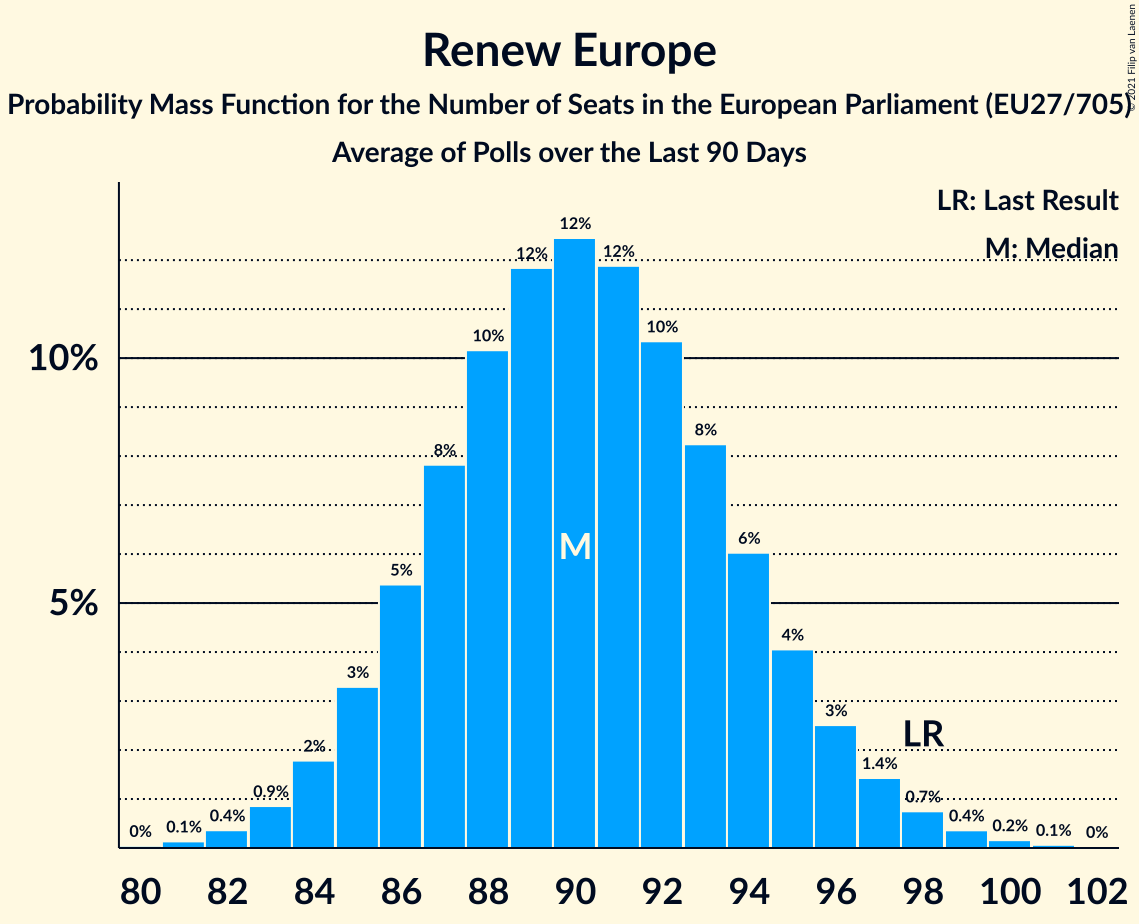 Renew Europe
Probability Mass Function for the Number of Seats in the European Parliament (EU27/705)
Average of Polls over the Last 90 Days
© 2021 Filip van Laenen
LR: Last Result
M: Median
10%
5%
0%
0.1%
0.4%
0.9%
2%
3%
5%
8%
10%
12%
12%
12%
10%
8%
6%
4%
3%
1.4%
0.7%
0.4%
0.2%
0.1%
0%
M
LR
80 82 84 86 88 90 92 94 96 98 100 102